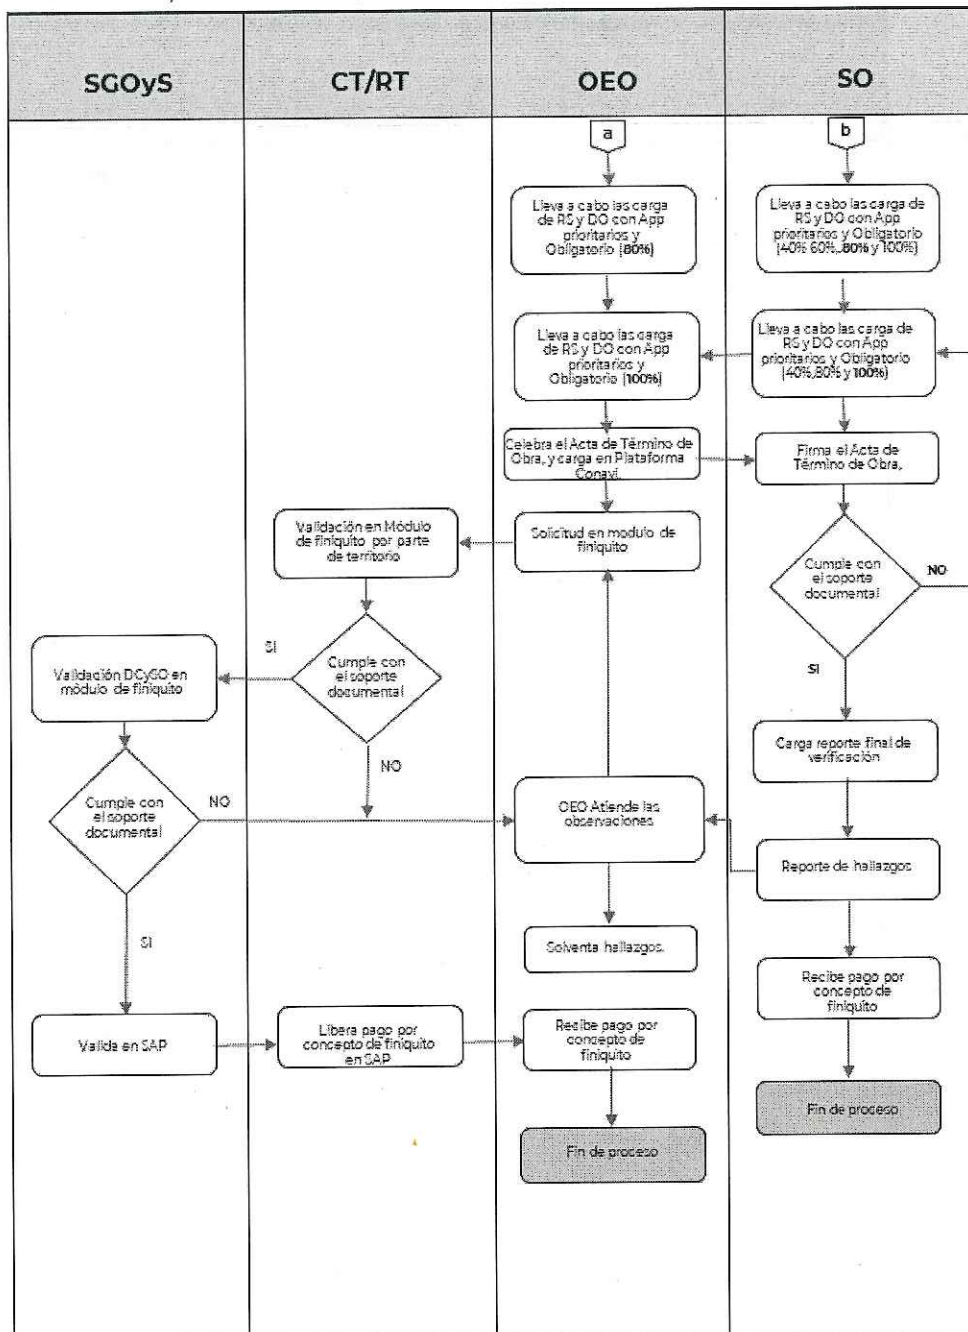 SGOyS
CT/RT
OEO
SO
a
b
Lleva a cabo las carga
de RS y DO con App
prioritarios y
Obligatorio (80%)
Lleva a cabo las carga de
RS y DO con App
prioritarios y Obligatorio
(40% 60%, 80% y 100%)
Lleva a cabo las carga
de RS y DO con App
prioritarios y
Obligatorio (100%)
Lleva a cabo las carga de
RS y DO con App
prioritarios y Obligatorio
(40%,80% y 100%)
Celebra el Acta de Término de
Obra, y carga en Plataforma
Conavi.
Firma el Acta de
Término de Obra,
Validación en Módulo
de finiquito por parte
de territorio
Solicitud en modulo de
finiquito
Cumple con
el soporte
documental
NO
SI
Cumple con
el soporte
documental
SI
NO
Validación DCySO en
módulo de finiquito
Carga reporte final de
verificación
Cumple con
el soporte
documental
NO
SI
OEO Atiende las
observaciones
Reporte de hallazgos
Solventa hallazgos.
Recibe pago por
concepto de
finiquito
Valida en SAP
Libera pago por
concepto de finiquito
en SAP
Recibe pago por
concepto de
finiquito
Fin de proceso
Fin de proceso